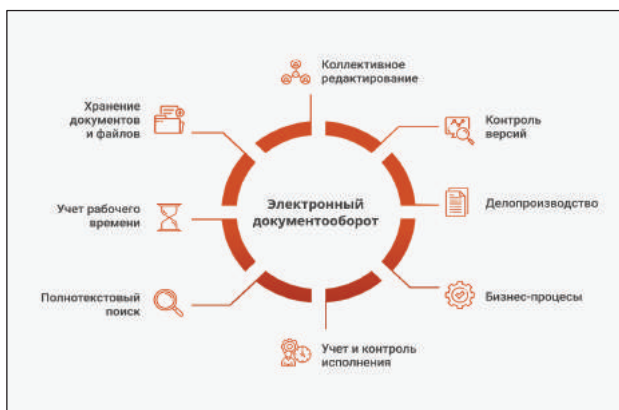 Коллективное
редактирование
Хранение
документов
и файлов
Контроль
версий
Учет рабочего
времени
Электронный
документооборот
Делопроизводство
Полнотекстовый
поиск
Бизнес-процесы
Учет и контроль
исполнения